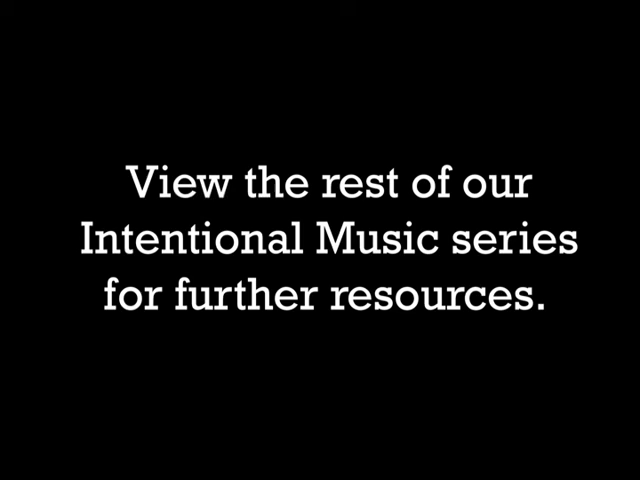 View the rest of our
Intentional Music series
for further resources.